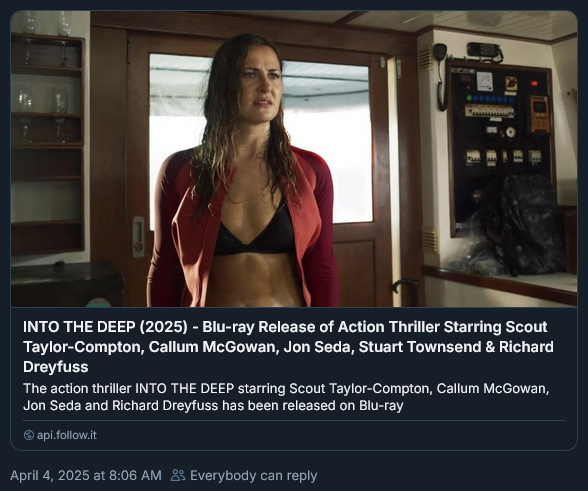 INTO THE DEEP (2025) - Blu-ray Release of Action Thriller Starring Scout
Taylor-Compton, Callum McGowan, Jon Seda, Stuart Townsend & Richard
Dreyfuss
The action thriller INTO THE DEEP starring Scout Taylor-Compton, Callum McGowan,
Jon Seda and Richard Dreyfuss has been released on Blu-ray
api.follow.it
April 4, 2025 at 8:06 AM Everybody can reply